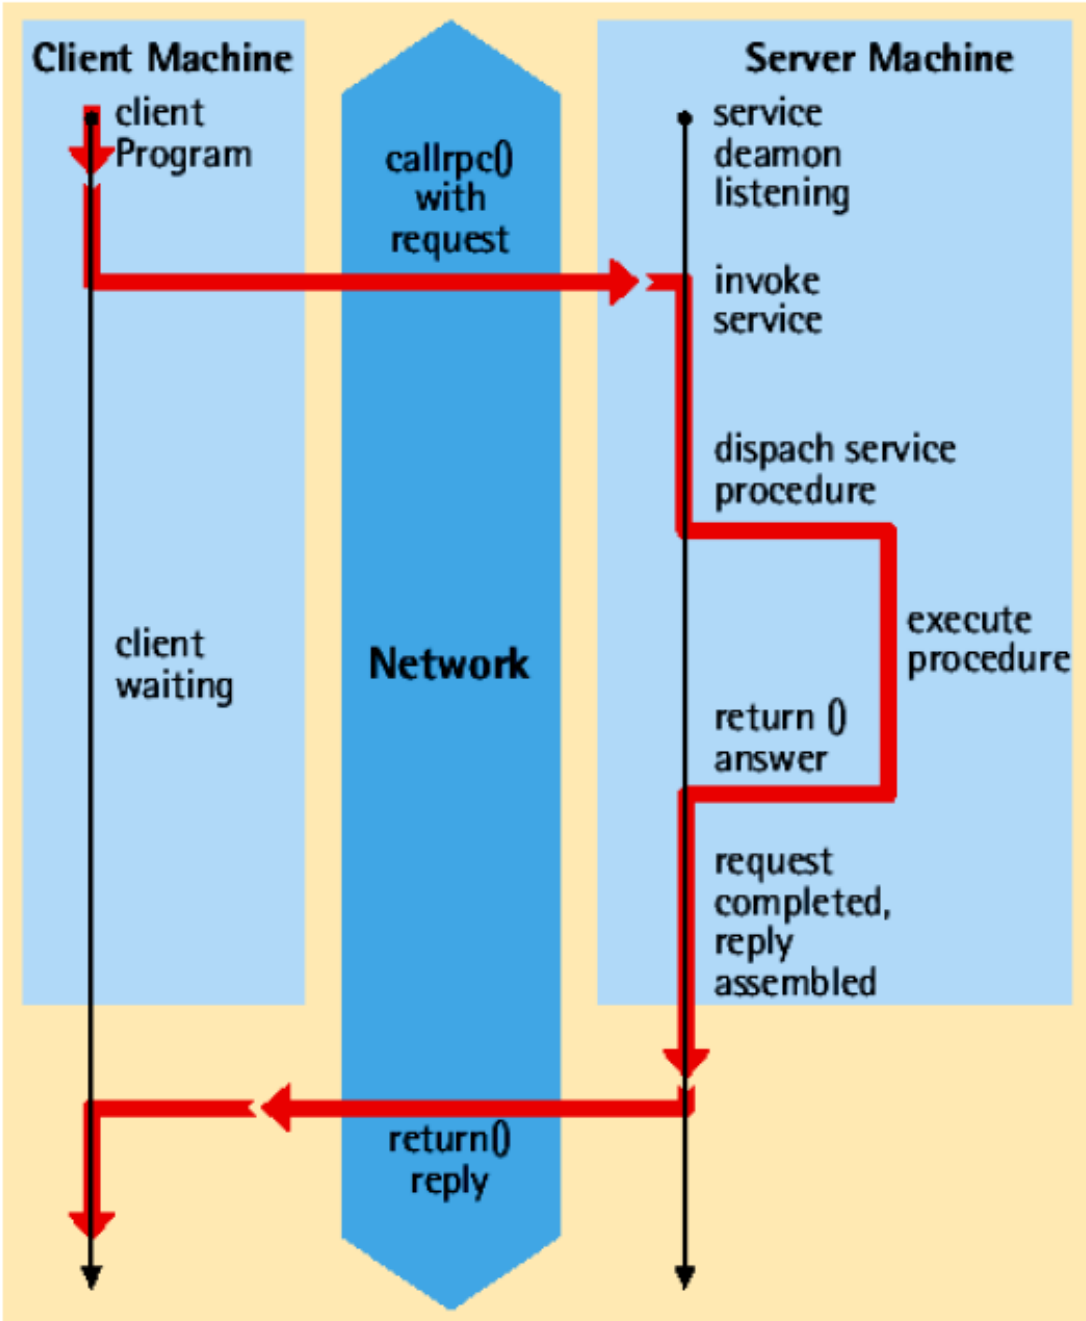 Client Machine
client
Program
callrpc()
with
request
Server Machine
service
deamon
listening
invoke
service
dispach service
procedure
execute
procedure
client
waiting
Network
return ()
answer
request
completed,
reply
assembled
return()
reply